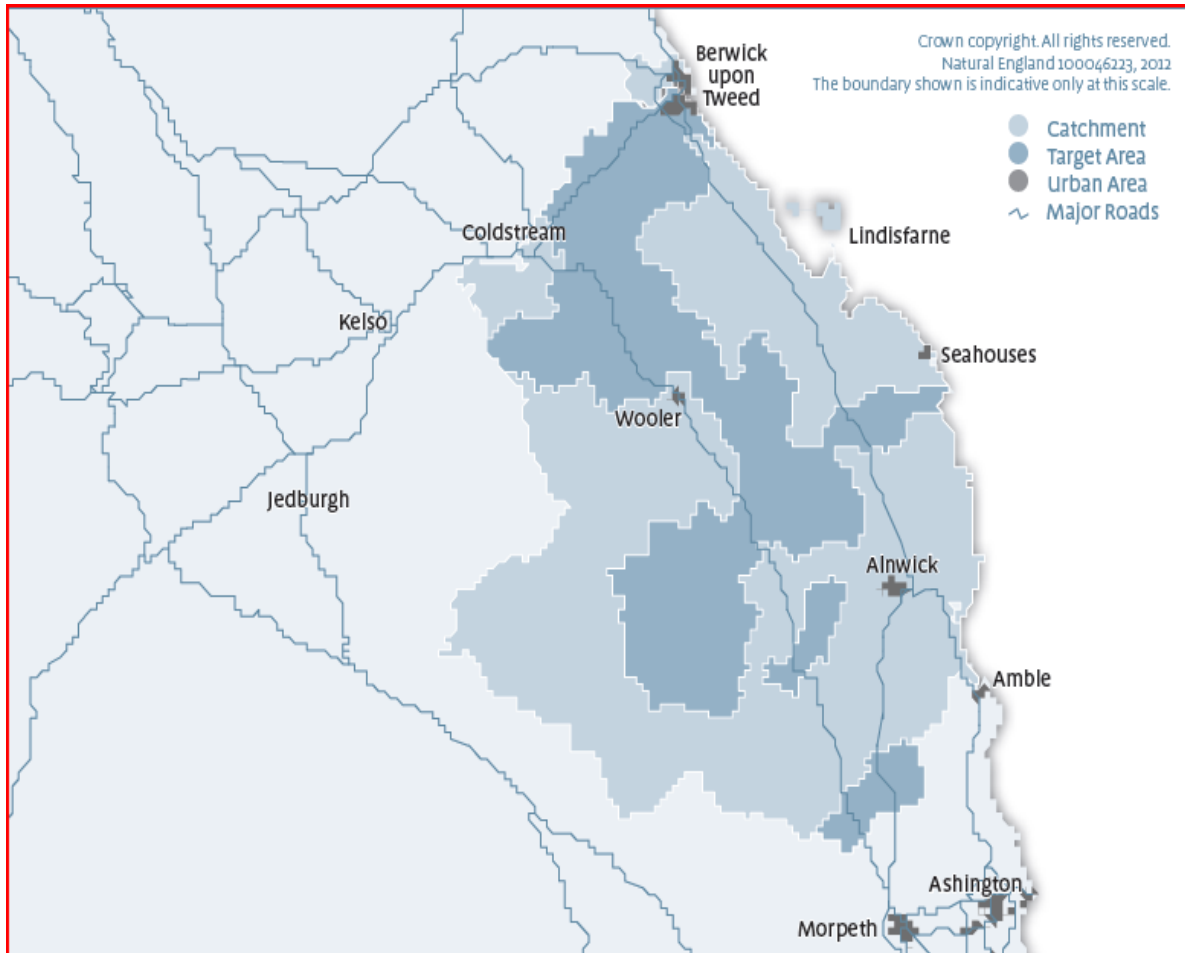 Crown copyright. All rights reserved.
Natural England 100046223, 2012
The boundary shown is indicative only at this scale.
Catchment
Target Area
Urban Area
Major Roads
Berwick
upon
Tweed
Coldstream
Lindisfarne
Kelso
Seahouses
Wooler
Jedburgh
Alnwick
Amble
Ashington
Morpeth